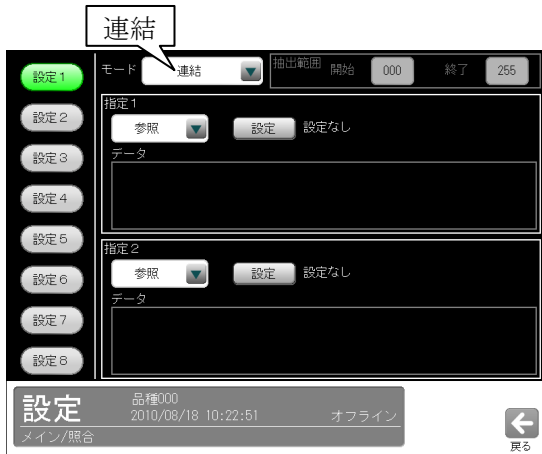 連結
設定1
モード
連結
抽出範囲
開始
000
終了
255
設定2
指定1
参照
設定
設定なし
設定3
データ
設定4
設定5
指定2
設定6
参照
設定
設定なし
データ
設定7
設定8
設定
品種000
2010/08/18 10:22:51
オフライン
メイン/照合
戻る